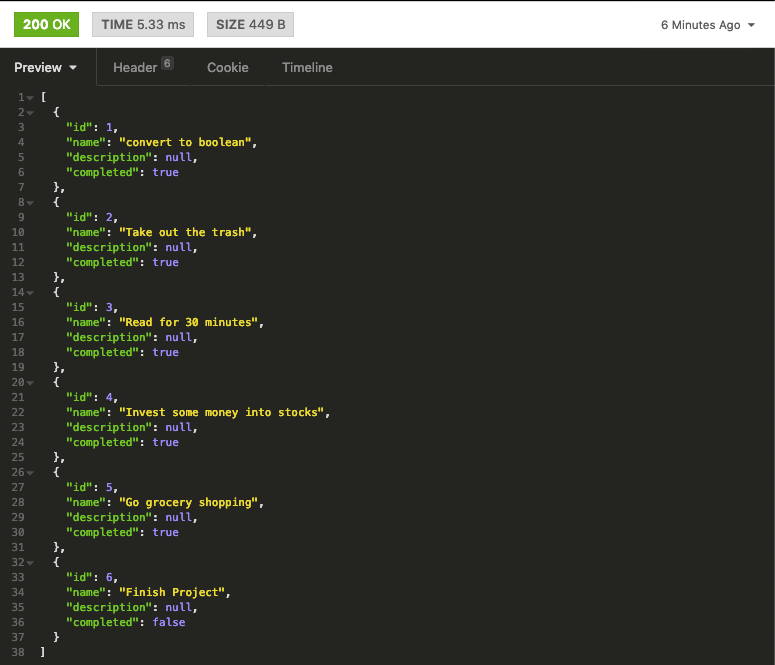 200 OK TIME 5.33 ms SIZE 449 B 6 Minutes Ago
Preview Header 6 Cookie Timeline
1 [
2 {
3 "id": 1,
4 "name": "convert to boolean",
5 "description": null,
6 "completed": true
7 },
8 {
9 "id": 2,
10 "name": "Take out the trash",
11 "description": null,
12 "completed": true
13 },
14 {
15 "id": 3,
16 "name": "Read for 30 minutes",
17 "description": null,
18 "completed": true
19 },
20 {
21 "id": 4,
22 "name": "Invest some money into stocks",
23 "description": null,
24 "completed": true
25 },
26 {
27 "id": 5,
28 "name": "Go grocery shopping",
29 "description": null,
30 "completed": true
31 },
32 {
33 "id": 6,
34 "name": "Finish Project",
35 "description": null,
36 "completed": false
37 }
38 ]